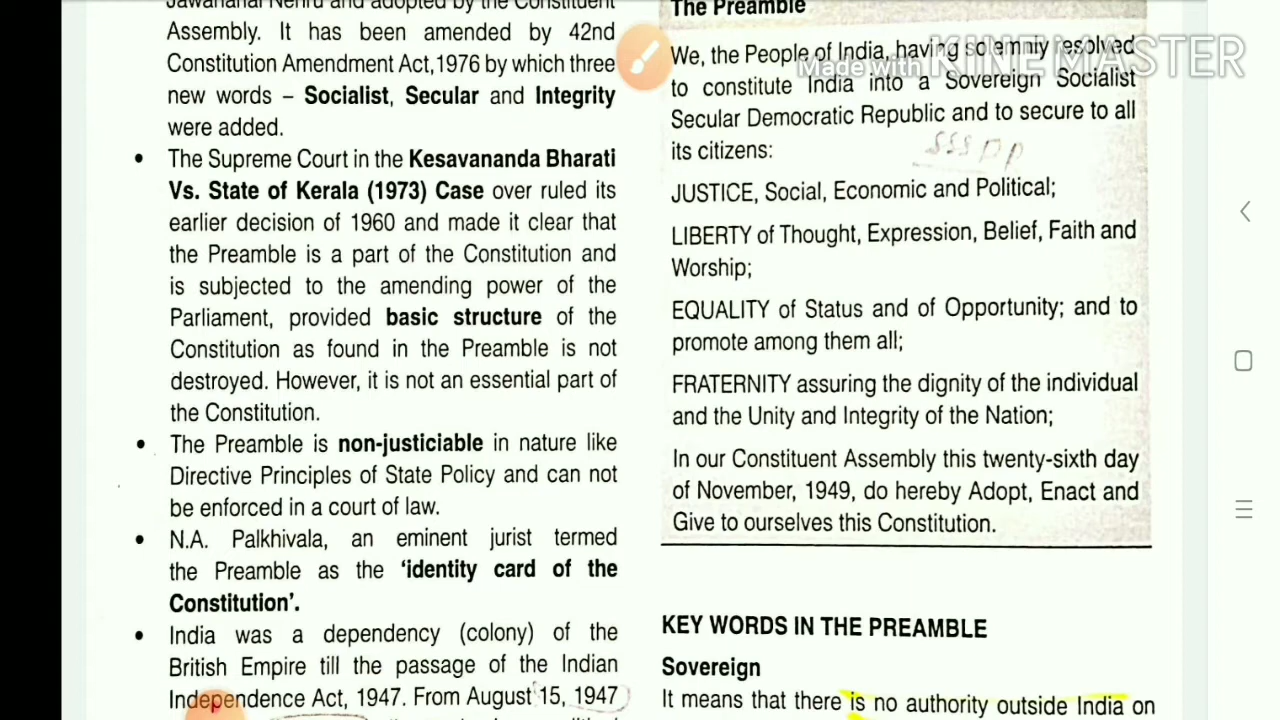 Jawaharlal Nehru and adopted by the Constituent
Assembly. It has been amended by 42nd
Constitution Amendment Act,1976 by which three
new words – Socialist, Secular and Integrity
were added.
• The Supreme Court in the Kesavananda Bharati
Vs. State of Kerala (1973) Case over ruled its
earlier decision of 1960 and made it clear that
the Preamble is a part of the Constitution and
is subjected to the amending power of the
Parliament, provided basic structure of the
Constitution as found in the Preamble is not
destroyed. However, it is not an essential part of
the Constitution.
• The Preamble is non-justiciable in nature like
Directive Principles of State Policy and can not
be enforced in a court of law.
• N.A. Palkhivala, an eminent jurist termed
the Preamble as the 'identity card of the
Constitution'.
• India was a dependency (colony) of the
British Empire till the passage of the Indian
Independence Act, 1947. From August 15, 1947
The Preamble
We, the People of India, having solemnly resolved
to constitute India into a Sovereign Socialist
Secular Democratic Republic and to secure to all
its citizens:
JUSTICE, Social, Economic and Political;
LIBERTY of Thought, Expression, Belief, Faith and
Worship;
EQUALITY of Status and of Opportunity; and to
promote among them all;
FRATERNITY assuring the dignity of the individual
and the Unity and Integrity of the Nation;
In our Constituent Assembly this twenty-sixth day
of November, 1949, do hereby Adopt, Enact and
Give to ourselves this Constitution.
KEY WORDS IN THE PREAMBLE
Sovereign
It means that there is no authority outside India on
Made with KINEMASTER